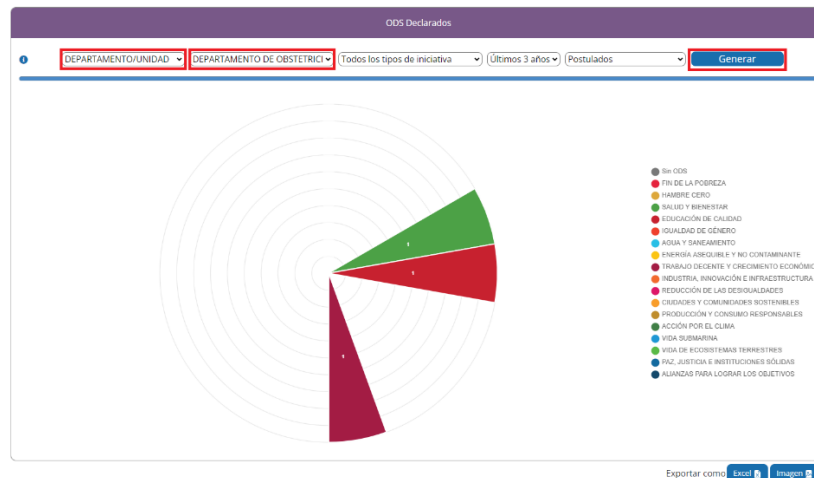 ODS Declarados
DEPARTAMENTO/UNIDAD DEPARTAMENTO DE OBSTETRICI Todos los tipos de iniciativa Últimos 3 años Postulados Generar
1
1
1
Sin ODS
FIN DE LA POBREZA
HAMBRE CERO
SALUD Y BIENESTAR
EDUCACIÓN DE CALIDAD
IGUALDAD DE GÉNERO
AGUA Y SANEAMIENTO
ENERGÍA ASEQUIBLE Y NO CONTAMINANTE
TRABAJO DECENTE Y CRECIMIENTO ECONÓMIC
INDUSTRIA, INNOVACIÓN E INFRAESTRUCTURA
REDUCCIÓN DE LAS DESIGUALDADES
CIUDADES Y COMUNIDADES SOSTENIBLES
PRODUCCIÓN Y CONSUMO RESPONSABLES
ACCIÓN POR EL CLIMA
VIDA SUBMARINA
VIDA DE ECOSISTEMAS TERRESTRES
PAZ, JUSTICIA E INSTITUCIONES SÓLIDAS
ALIANZAS PARA LOGRAR LOS OBJETIVOS
Exportar como Excel Imagen